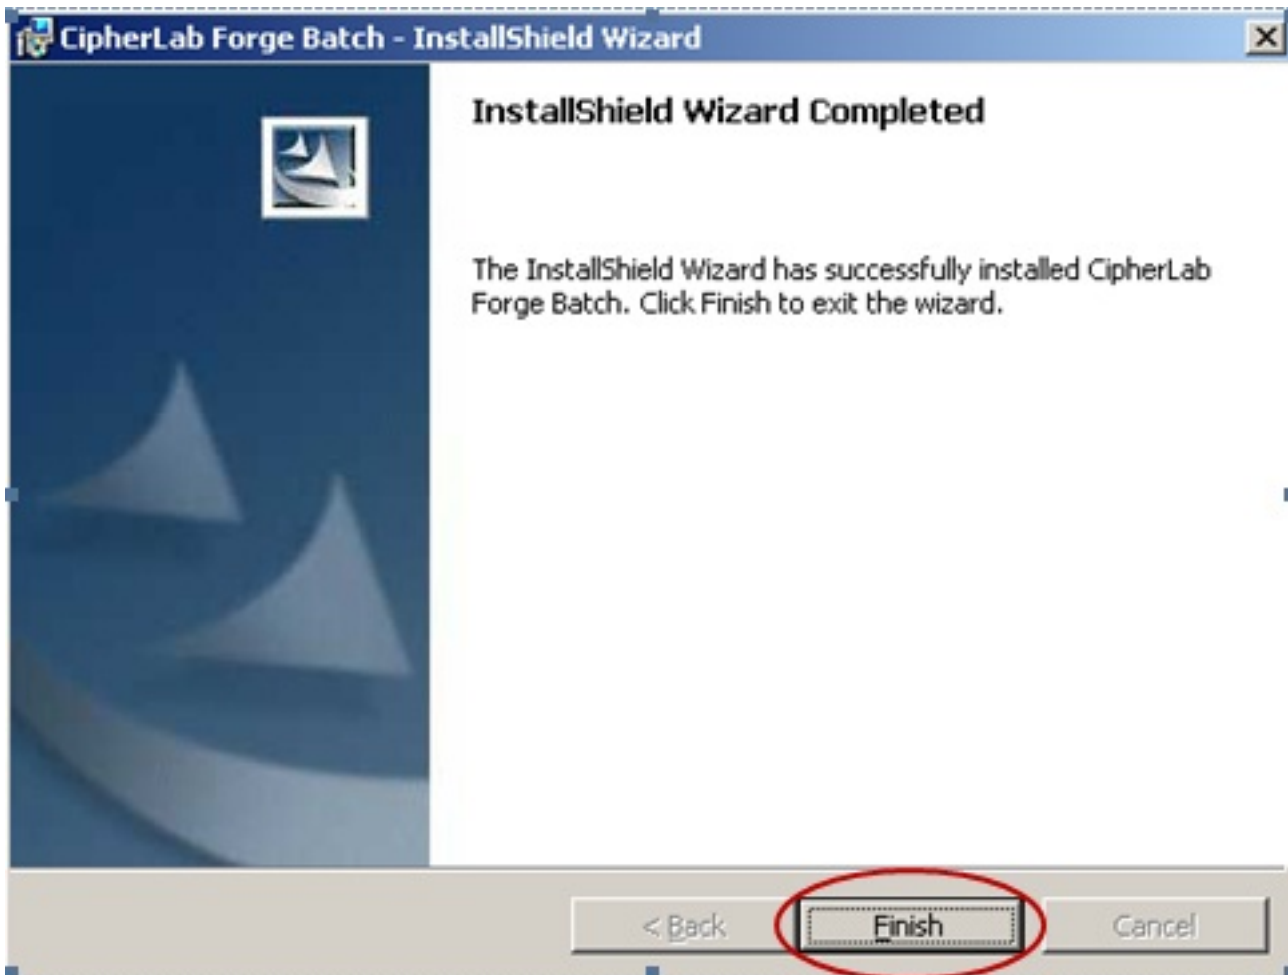 CipherLab Forge Batch - InstallShield Wizard
InstallShield Wizard Completed
The InstallShield Wizard has successfully installed CipherLab
Forge Batch. Click Finish to exit the wizard.
< Back
Finish
Cancel